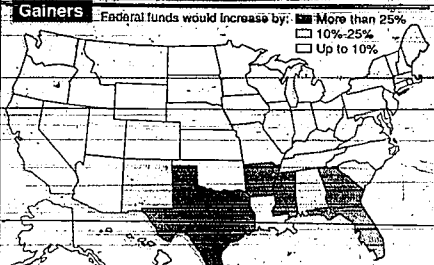 Gainers
Federal funds would increase by:
More than 25%
10%-25%
Up to 10%